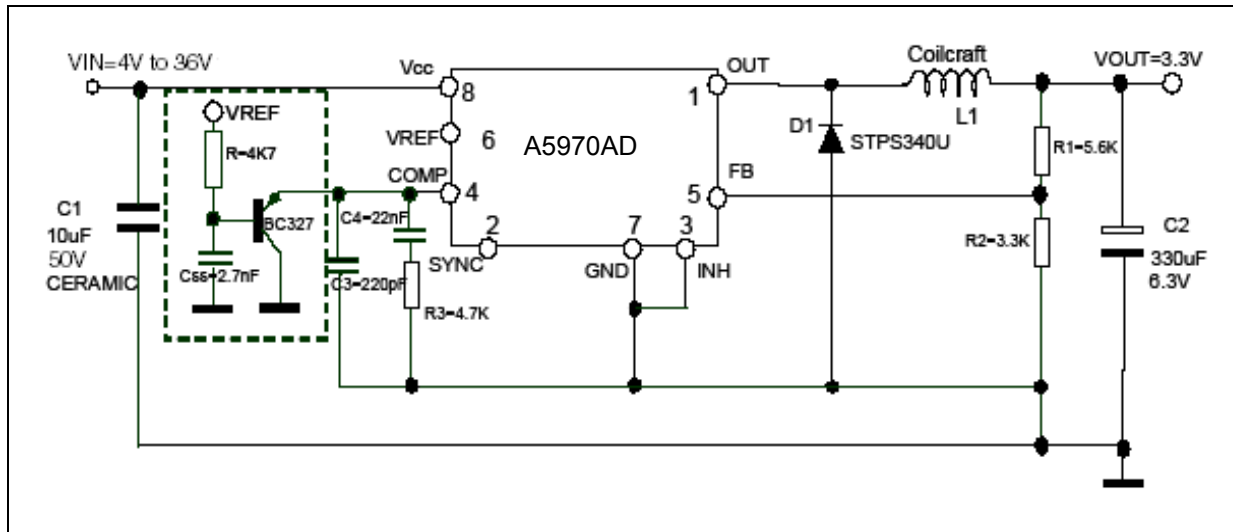 VIN=4V to 36V
Vcc
8
OUT
1
Coilcraft
L1
VOUT=3.3V
VREF
R=4K7
VREF
6
A5970AD
D1
STPS340U
R1=5.6K
COMP
4
FB
5
BC327
C4=22nF
C1
10uF
50V
CERAMIC
Css=2.7nF
2
SYNC
7
GND
3
INH
R2=3.3K
C2
330uF
6.3V
C3=220pF
R3=4.7K